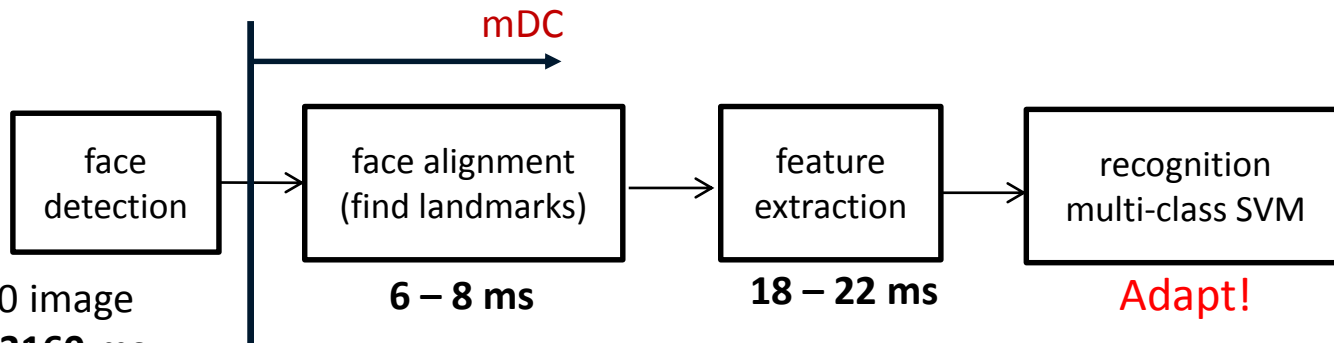 mDC
face
detection
face alignment
(find landmarks)
feature
extraction
recognition
multi-class SVM
0 image
6 – 8 ms
18 – 22 ms
Adapt!